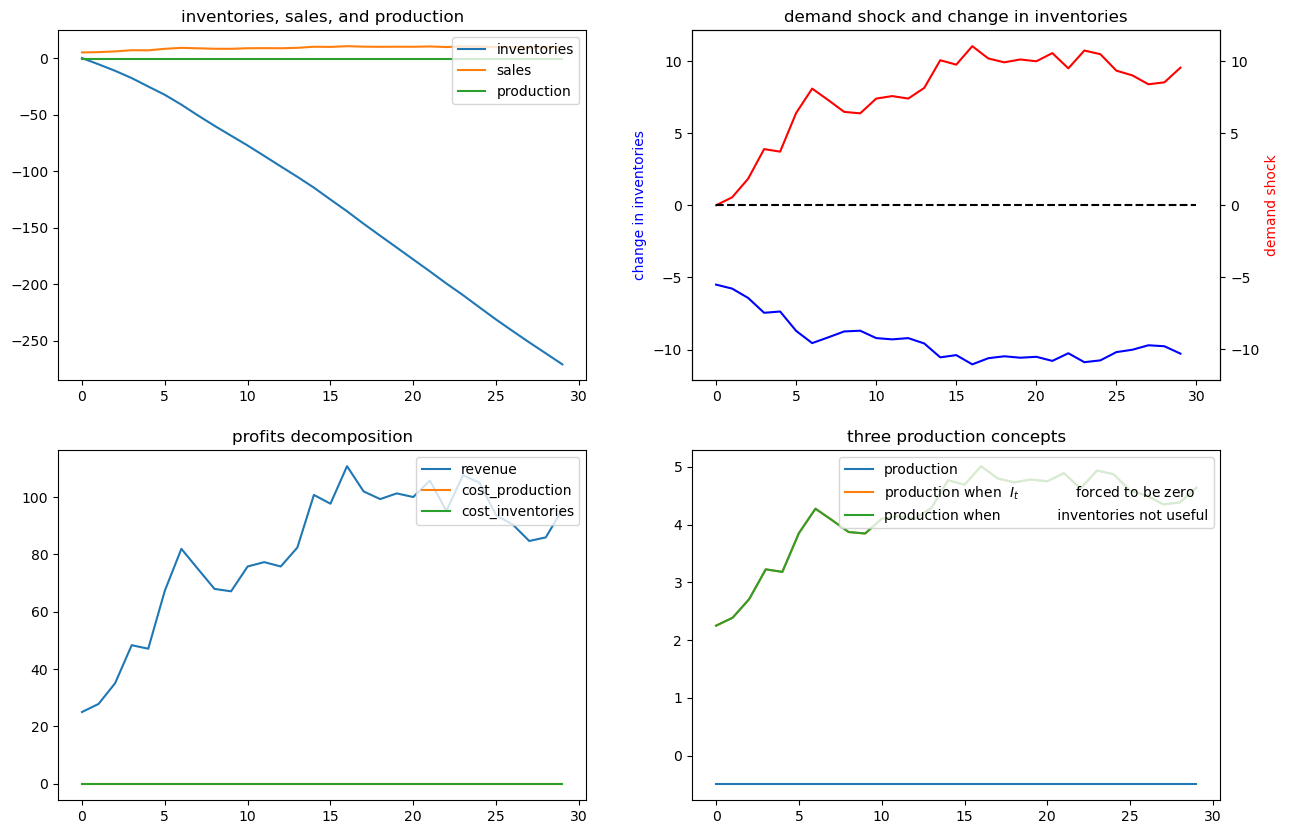 inventories, sales, and production
0
−50
−100
−150
−200
−250
0 5 10 15 20 25 30
inventories
sales
production
demand shock and change in inventories
change in inventories
10
5
0
−5
−10
0 5 10 15 20 25 30
10
5
0
−5
−10
demand shock
profits decomposition
100
80
60
40
20
0
0 5 10 15 20 25 30
revenue
cost_production
cost_inventories
three production concepts
5
4
3
2
1
0
0 5 10 15 20 25 30
production
production when I_t forced to be zero
production when inventories not useful